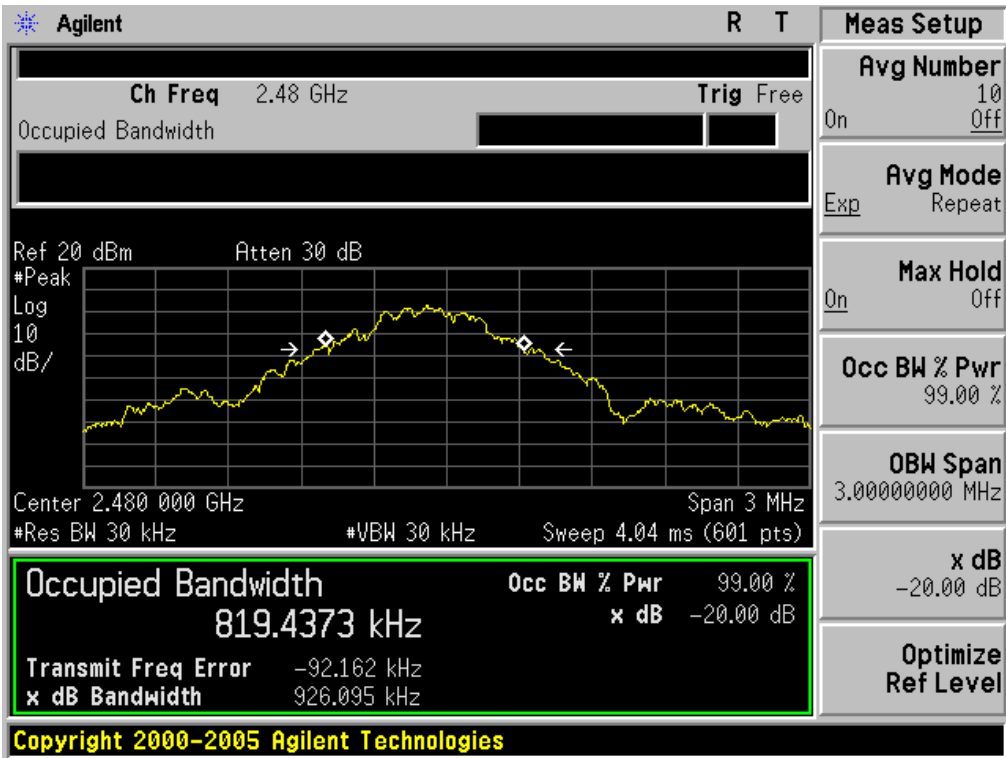 Agilent R T
Ch Freq 2.48 GHz Trig Free
Occupied Bandwidth
Ref 20 dBm Atten 30 dB
#Peak
Log
10
dB/
Center 2.480 000 GHz Span 3 MHz
#Res BW 30 kHz #VBW 30 kHz Sweep 4.04 ms (601 pts)
Occupied Bandwidth Occ BW % Pwr 99.00 %
819.4373 kHz x dB -20.00 dB
Transmit Freq Error -92.162 kHz
x dB Bandwidth 926.095 kHz
Copyright 2000-2005 Agilent Technologies
Meas Setup
Avg Number
10
On Off
Avg Mode
Exp Repeat
Max Hold
On Off
Occ BW % Pwr
99.00 %
OBW Span
3.00000000 MHz
x dB
-20.00 dB
Optimize
Ref Level